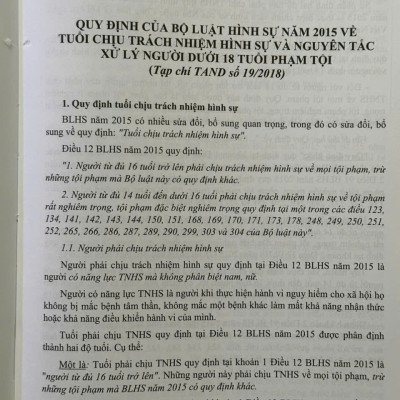 QUY ĐỊNH CỦA BỘ LUẬT HÌNH SỰ NĂM 2015 VỀ
TUỔI CHỊU TRÁCH NHIỆM HÌNH SỰ VÀ NGUYÊN TẮC
XỬ LÝ NGƯỜI DƯỚI 18 TUỔI PHẠM TỘI
(Tạp chí TAND số 19/2018)
1. Quy định tuổi chịu trách nhiệm hình sự
BLHS năm 2015 có nhiều sửa đổi, bổ sung quan trọng, trong đó có sửa đổi, bổ
sung về quy định: "Tuổi chịu trách nhiệm hình sự".
Điều 12 BLHS năm 2015 quy định:
"1. Người từ đủ 16 tuổi trở lên phải chịu trách nhiệm hình sự về mọi tội phạm, trừ
những tội phạm mà Bộ luật này có quy định khác.
2. Người từ đủ 14 tuổi đến dưới 16 tuổi phải chịu trách nhiệm hình sự về tội phạm
rất nghiêm trọng, tội phạm đặc biệt nghiêm trọng quy định tại một trong các điều 123,
134, 141, 142, 143, 144, 150, 151, 168, 169, 170, 171, 173, 178, 248, 249, 250, 251,
252, 265, 266, 286, 287, 289, 290, 299, 303 và 304 của Bộ luật này".
1.1. Người phải chịu trách nhiệm hình sự
Người phải chịu trách nhiệm hình sự quy định tại Điều 12 BLHS năm 2015 là
người có năng lực TNHS mà không phân biệt nam, nữ.
Người có năng lực TNHS là người khi thực hiện hành vi nguy hiểm cho xã hội họ
không bị mắc bệnh tâm thần, không mắc một bệnh khác làm mất khả năng nhận thức
hoặc khả năng điều khiển hành vi của mình.
Tuổi phải chịu TNHS quy định tại Điều 12 BLHS năm 2015 được phân định
thành hai độ tuổi. Cụ thể:
Một là: Tuổi phải chịu TNHS quy định tại khoản 1 Điều 12 BLHS năm 2015 là
"người từ đủ 16 tuổi trở lên". Những người này phải chịu TNHS về mọi tội phạm, trừ
những tội phạm mà BLHS năm 2015 có quy định khác.